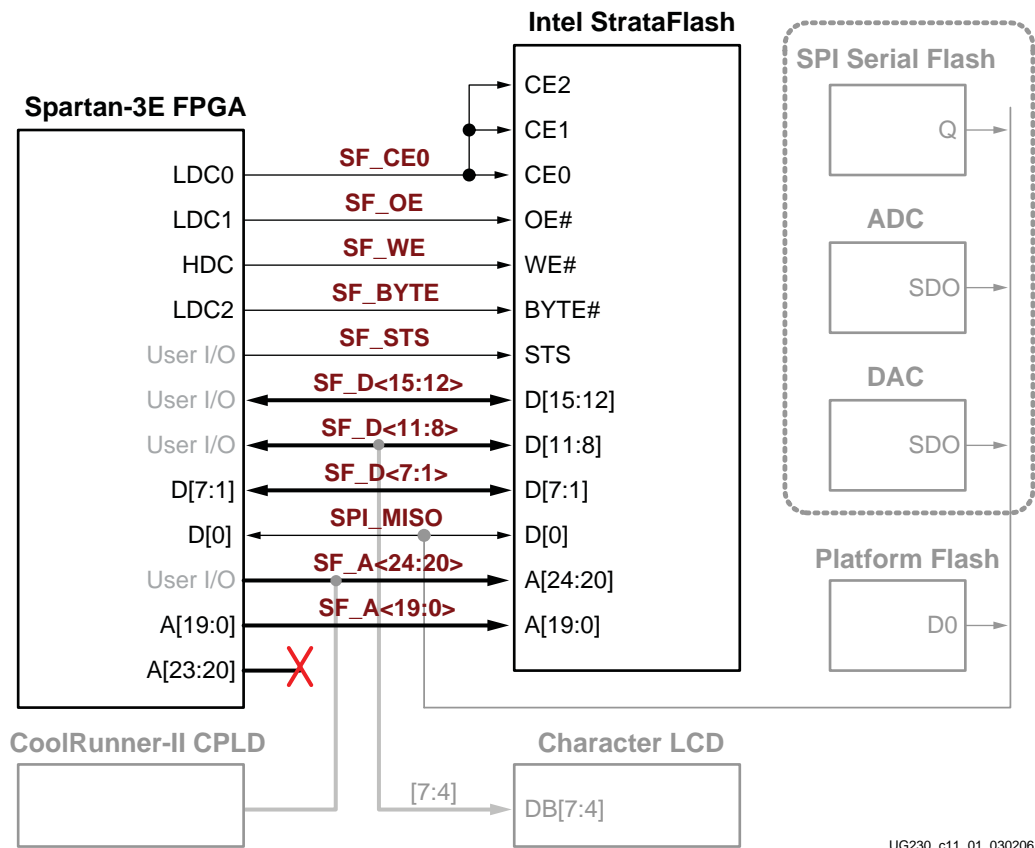 Intel StrataFlash
SPI Serial Flash
Spartan-3E FPGA
CE2
CE1
Q
LDC0
SF_CE0
CE0
ADC
LDC1
SF_OE
OE#
HDC
SF_WE
WE#
SDO
LDC2
SF_BYTE
BYTE#
User I/O
SF_STS
STS
DAC
User I/O
SF_D<15:12>
D[15:12]
User I/O
SF_D<11:8>
D[11:8]
SDO
D[7:1]
SF_D<7:1>
D[7:1]
D[0]
SPI_MISO
D[0]
Platform Flash
User I/O
SF_A<24:20>
A[24:20]
A[19:0]
SF_A<19:0>
A[19:0]
D0
A[23:20]
CoolRunner-II CPLD
Character LCD
[7:4]
DB[7:4]
UG230_c11_01_030206